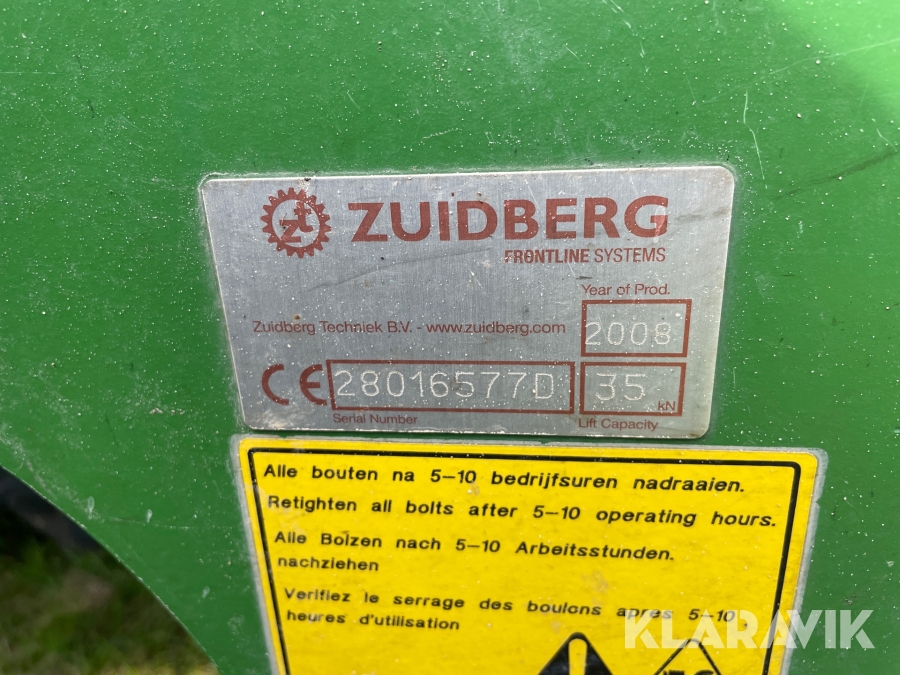 ZUIDBERG
FRONTLINE SYSTEMS
Year of Prod.
Zuidberg Techniek B.V. - www.zuidberg.com
2008
CE
28016577D
35 kN
Serial Number
Lift Capacity
Alle bouten na 5-10 bedrijfsuren nadraaien.
Retighten all bolts after 5-10 operating hours.
Alle Bolzen nach 5-10 Arbeitsstunden.
nachziehen
Verifiez le serrage des boulons apres 5-10.
heures d'utilisation
KLARAVIK